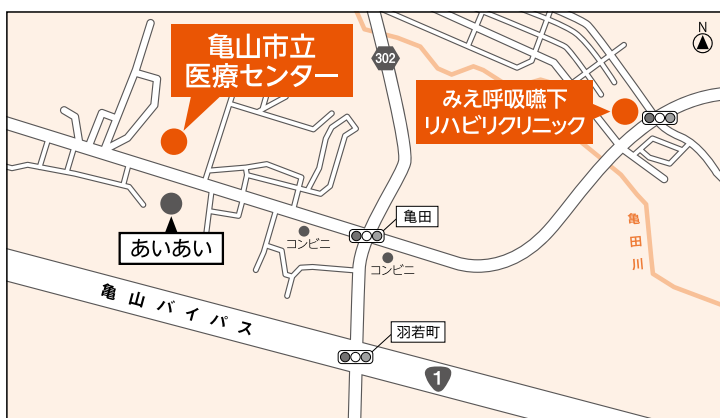 N
亀山市立
医療センター
302
みえ呼吸嚥下
リハビリクリニック
亀田
あいあい
コンビニ
コンビニ
亀田川
亀山バイパス
羽若町
1